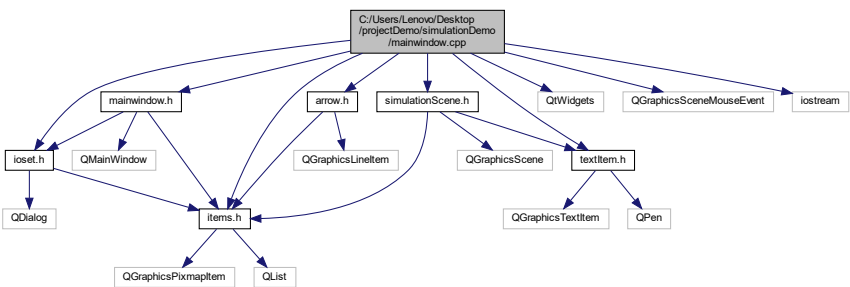 C:/Users/Lenovo/Desktop
/projectDemo/simulationDemo
/mainwindow.cpp
mainwindow.h
arrow.h
simulationScene.h
QtWidgets
QGraphicsSceneMouseEvent
iostream
ioset.h
QMainWindow
QGraphicsLineItem
QGraphicsScene
textItem.h
QDialog
items.h
QGraphicsTextItem
QPen
QGraphicsPixmapItem
QList